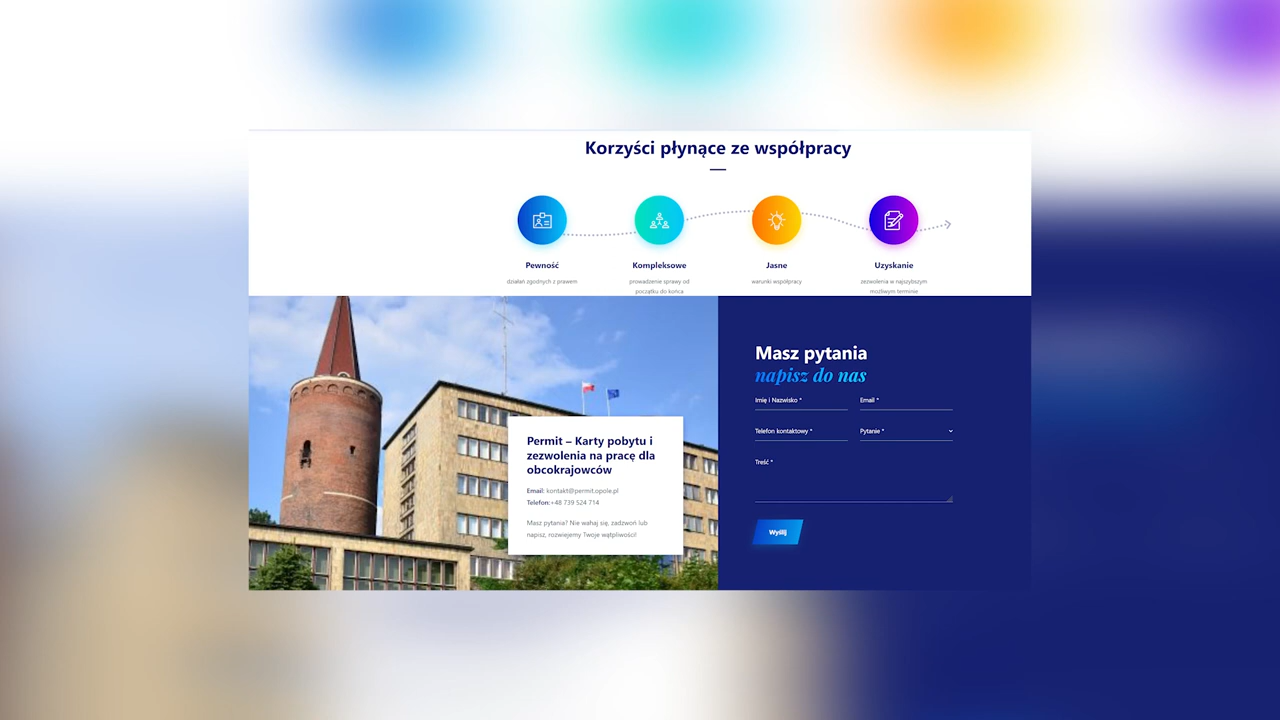 Korzyści płynące ze współpracy
Pewność
działań zgodnych z prawem
Kompleksowe
prowadzenie sprawy od
początku do końca
Jasne
warunki współpracy
Uzyskanie
zezwolenia w najszybszym
możliwym terminie
Permit – Karty pobytu i
zezwolenia na pracę dla
obcokrajowców
Email: kontakt@permit.opole.pl
Telefon:+48 739 524 714
Masz pytania? Nie wahaj się, zadzwoń lub
napisz, rozwiejemy Twoje wątpliwości!
Masz pytania
napisz do nas
Imię i Nazwisko *
Email *
Telefon kontaktowy *
Pytanie *
Treść *
Wyślij